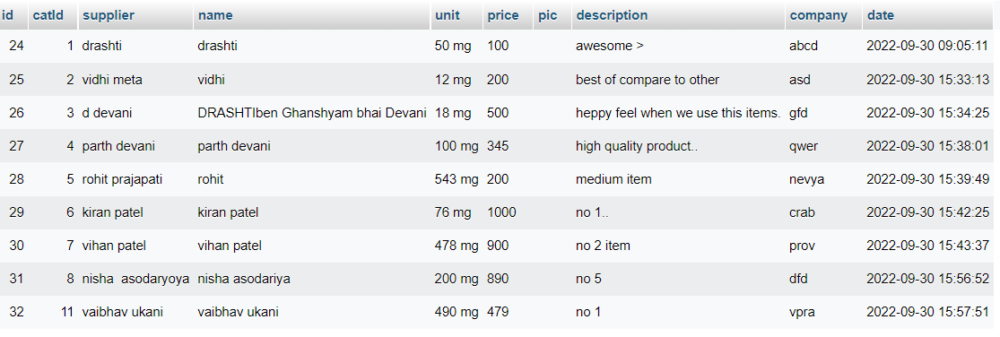 id catId supplier name unit price pic description company date
24 1 drashti drashti 50 mg 100 awesome > abcd 2022-09-30 09:05:11
25 2 vidhi meta vidhi 12 mg 200 best of compare to other asd 2022-09-30 15:33:13
26 3 d devani DRASHTIben Ghanshyam bhai Devani 18 mg 500 heppy feel when we use this items. gfd 2022-09-30 15:34:25
27 4 parth devani parth devani 100 mg 345 high quality product.. qwer 2022-09-30 15:38:01
28 5 rohit prajapati rohit 543 mg 200 medium item nevya 2022-09-30 15:39:49
29 6 kiran patel kiran patel 76 mg 1000 no 1.. crab 2022-09-30 15:42:25
30 7 vihan patel vihan patel 478 mg 900 no 2 item prov 2022-09-30 15:43:37
31 8 nisha  asodaryoya nisha asodariya 200 mg 890 no 5 dfd 2022-09-30 15:56:52
32 11 vaibhav ukani vaibhav ukani 490 mg 479 no 1 vpra 2022-09-30 15:57:51